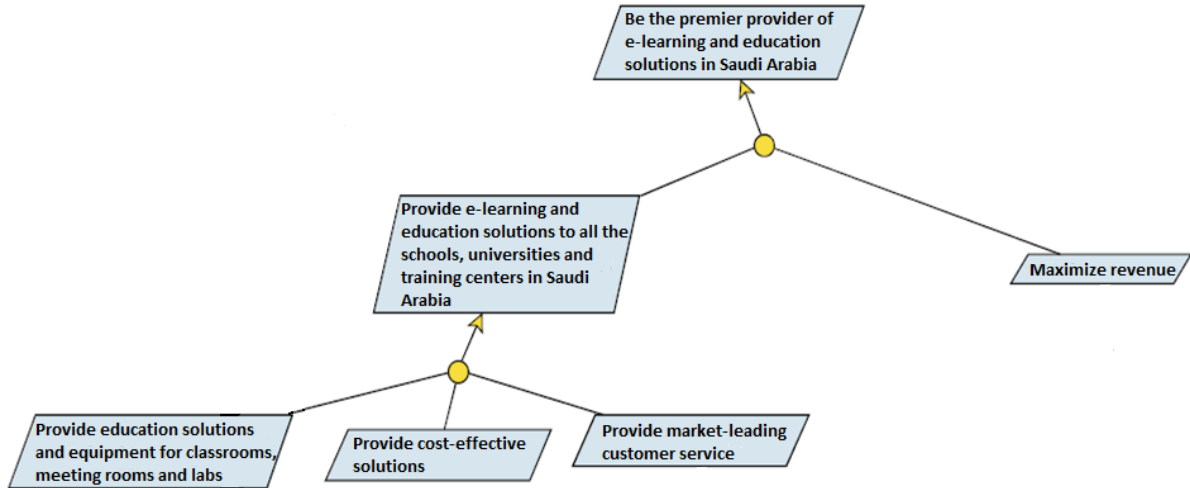 Be the premier provider of
e-learning and education
solutions in Saudi Arabia
Provide e-learning and
education solutions to all the
schools, universities and
training centers in Saudi
Arabia
Maximize revenue
Provide education solutions
and equipment for classrooms,
meeting rooms and labs
Provide cost-effective
solutions
Provide market-leading
customer service